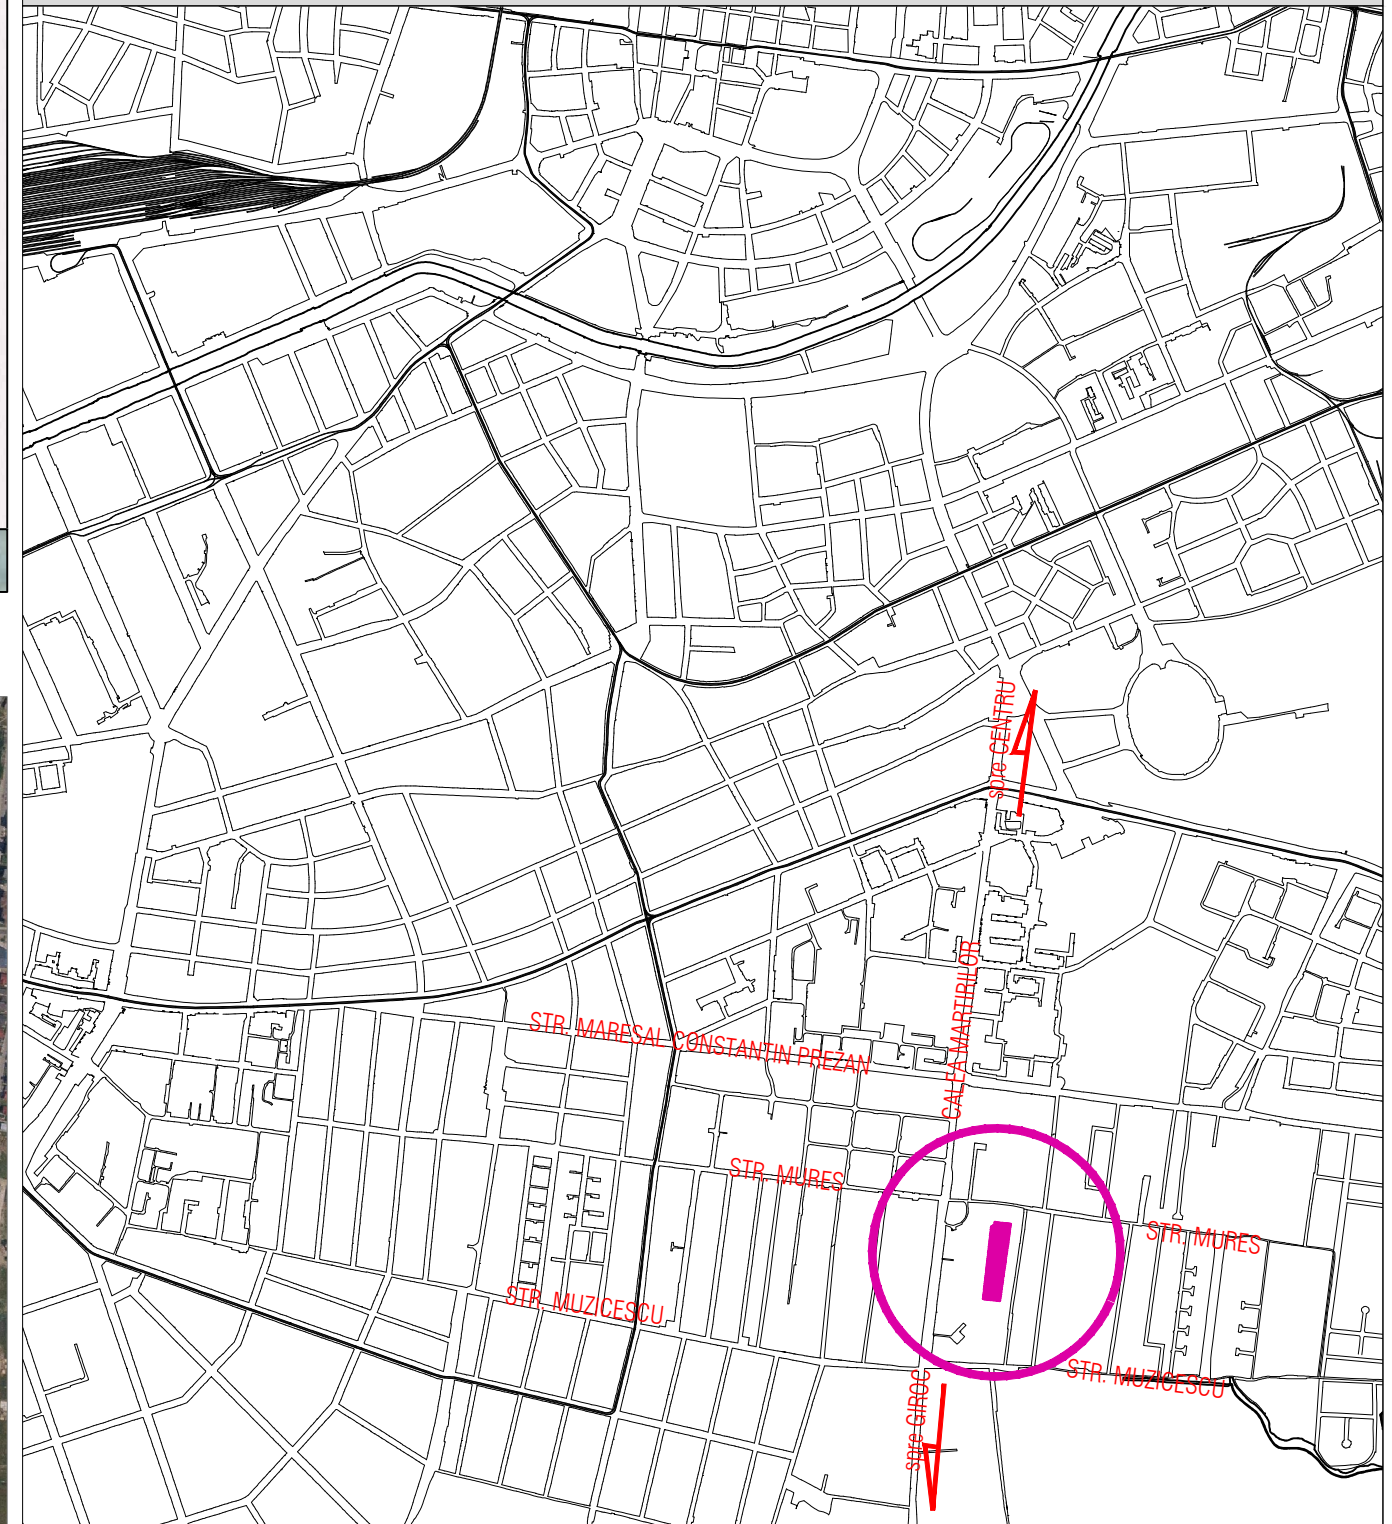 spre CENTRU
CALEA MARTIRILOR
STR. MARESAL CONSTANTIN PREZAN
STR. MURES
STR. MURES
STR. MUZICESCU
STR. MUZICESCU
spre GIROC